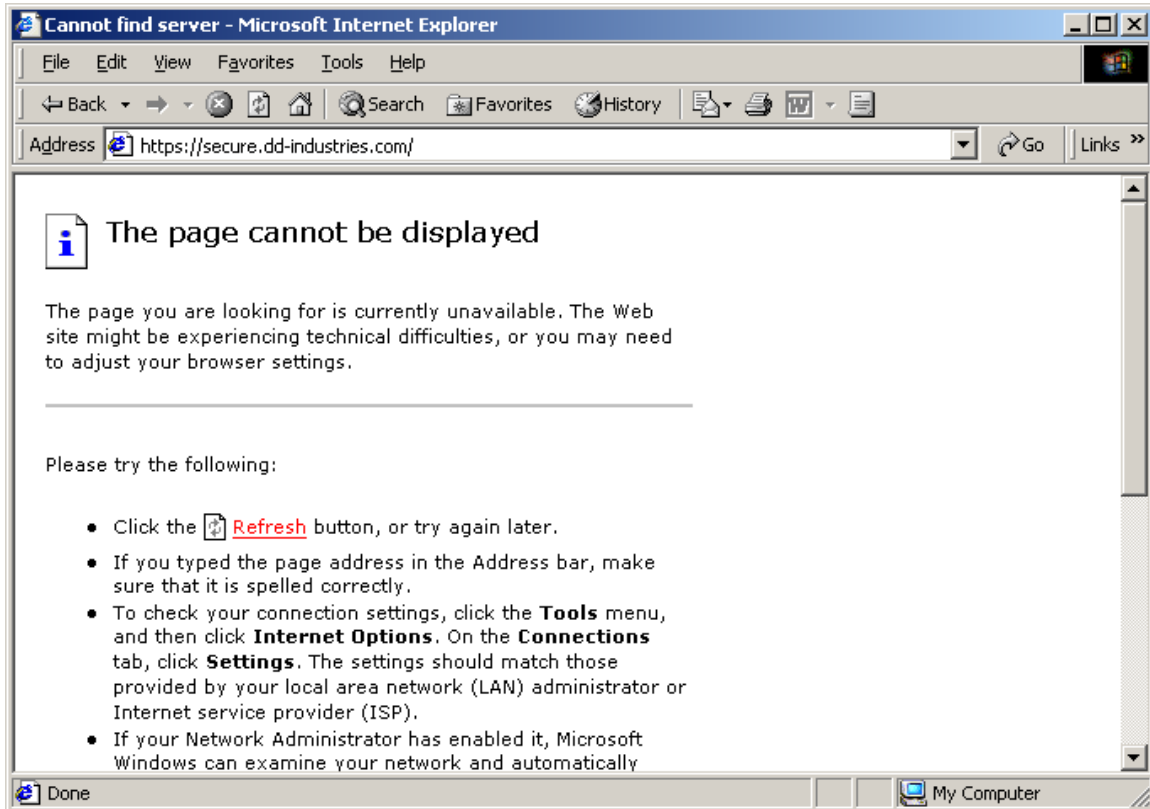 Cannot find server - Microsoft Internet Explorer
File Edit View Favorites Tools Help
Back Search Favorites History
Address https://secure.dd-industries.com/ Go Links »
The page cannot be displayed
The page you are looking for is currently unavailable. The Web
site might be experiencing technical difficulties, or you may need
to adjust your browser settings.
Please try the following:
• Click the Refresh button, or try again later.
• If you typed the page address in the Address bar, make
sure that it is spelled correctly.
• To check your connection settings, click the Tools menu,
and then click Internet Options. On the Connections
tab, click Settings. The settings should match those
provided by your local area network (LAN) administrator or
Internet service provider (ISP).
• If your Network Administrator has enabled it, Microsoft
Windows can examine your network and automatically
Done My Computer